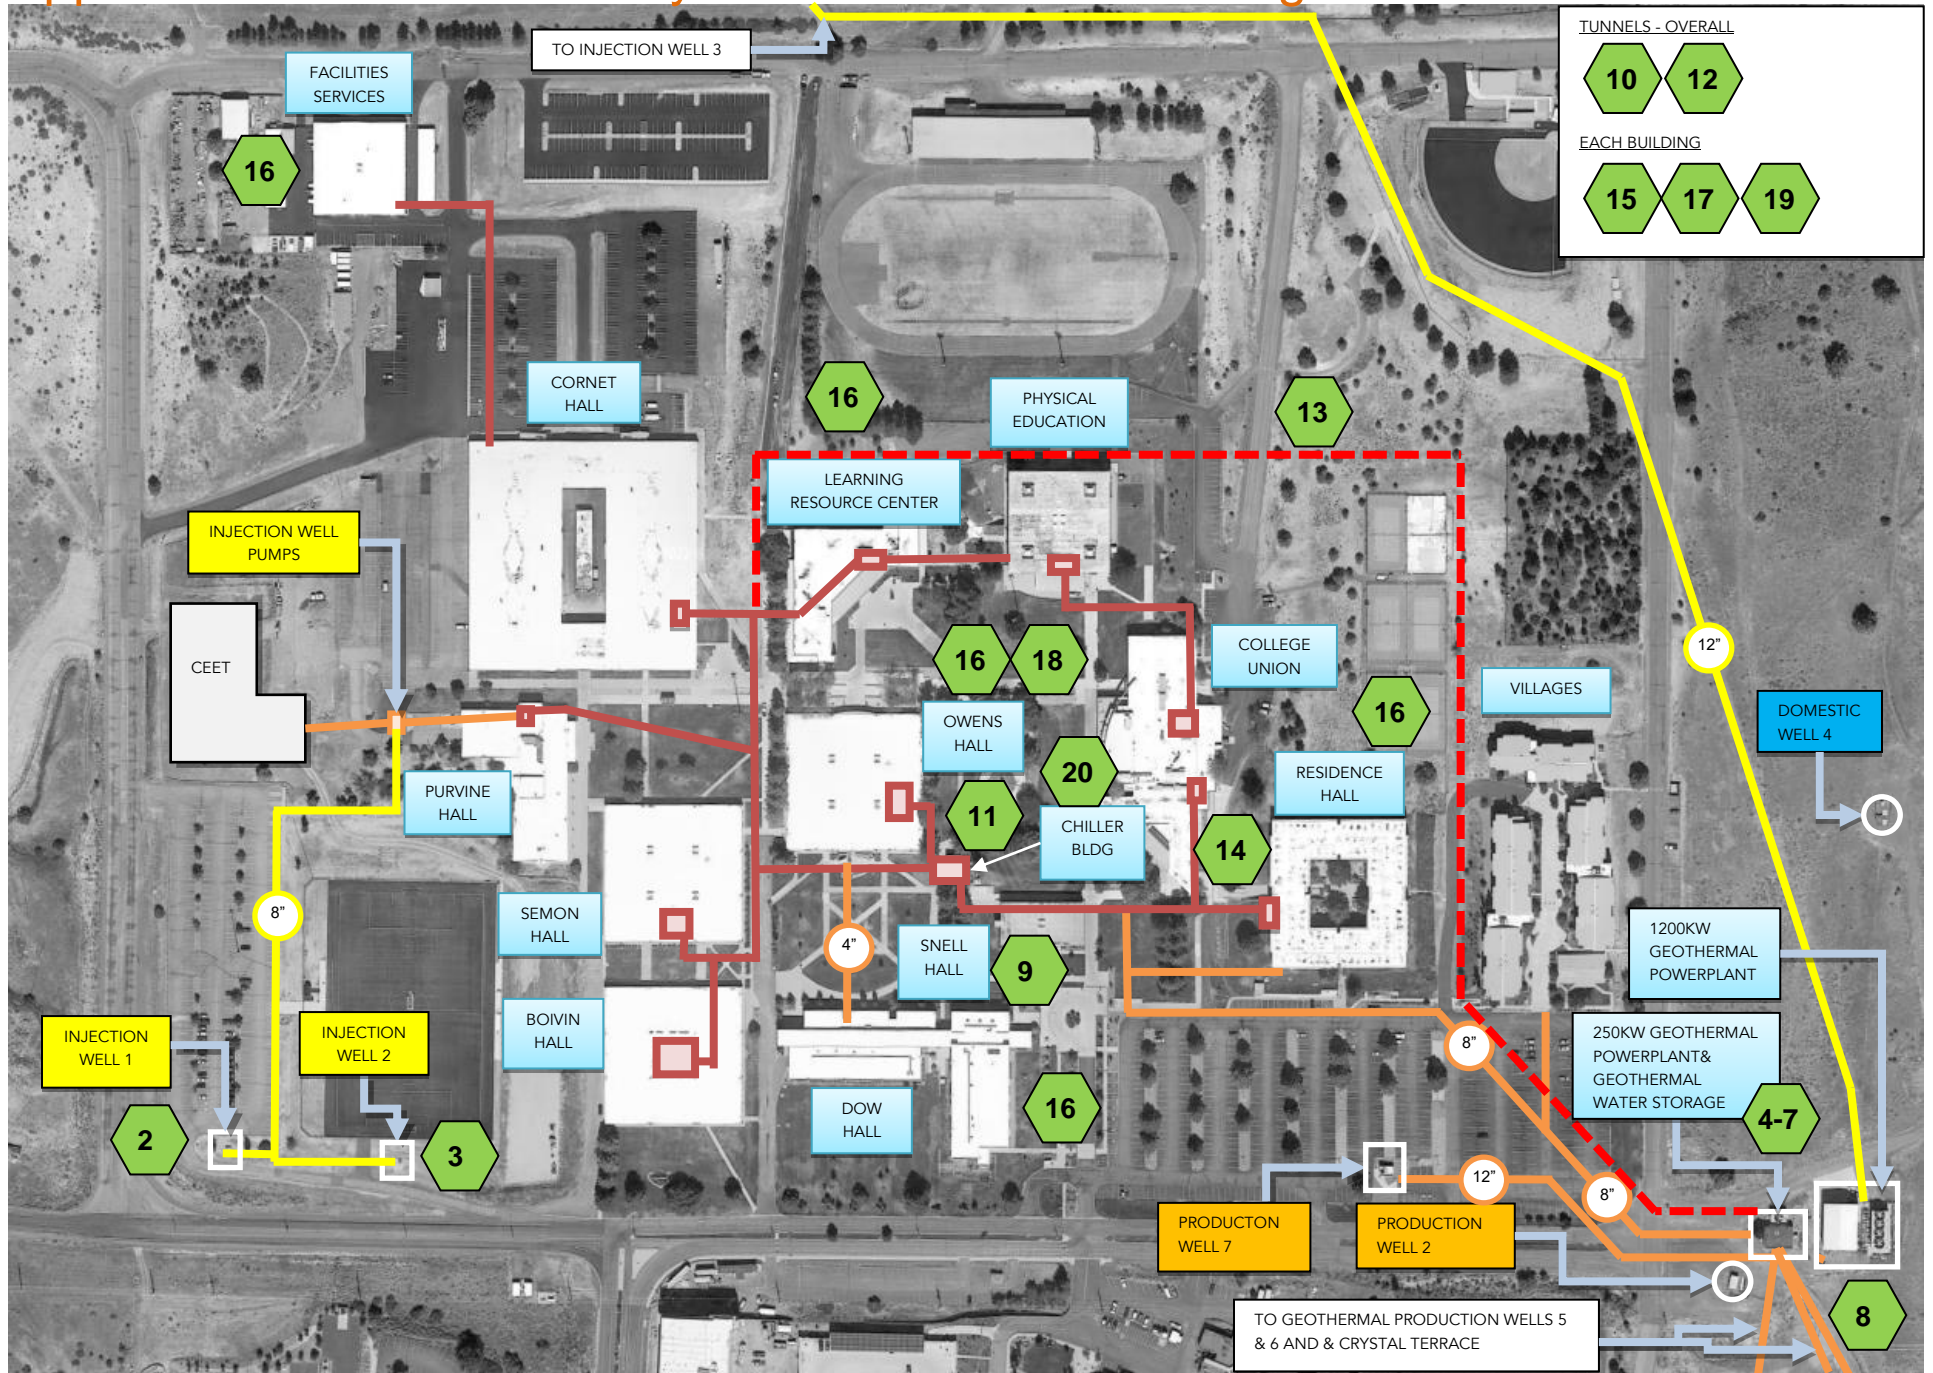 TO INJECTION WELL 3
TUNNELS - OVERALL
10
12
EACH BUILDING
15
17
19
FACILITIES
SERVICES
16
CORNET
HALL
16
PHYSICAL
EDUCATION
13
LEARNING
RESOURCE CENTER
INJECTION WELL
PUMPS
CEET
16
18
COLLEGE
UNION
12”
VILLAGES
16
DOMESTIC
WELL 4
OWENS
HALL
20
RESIDENCE
HALL
PURVINE
HALL
11
CHILLER
BLDG
14
8”
SEMON
HALL
4”
SNELL
HALL
9
1200KW
GEOTHERMAL
POWERPLANT
BOIVIN
HALL
INJECTION
WELL 1
INJECTION
WELL 2
8”
250KW GEOTHERMAL
POWERPLANT&
GEOTHERMAL
WATER STORAGE
4-7
2
3
DOW
HALL
16
12”
8”
PRODUCTON
WELL 7
PRODUCTION
WELL 2
TO GEOTHERMAL PRODUCTION WELLS 5
& 6 AND & CRYSTAL TERRACE
8